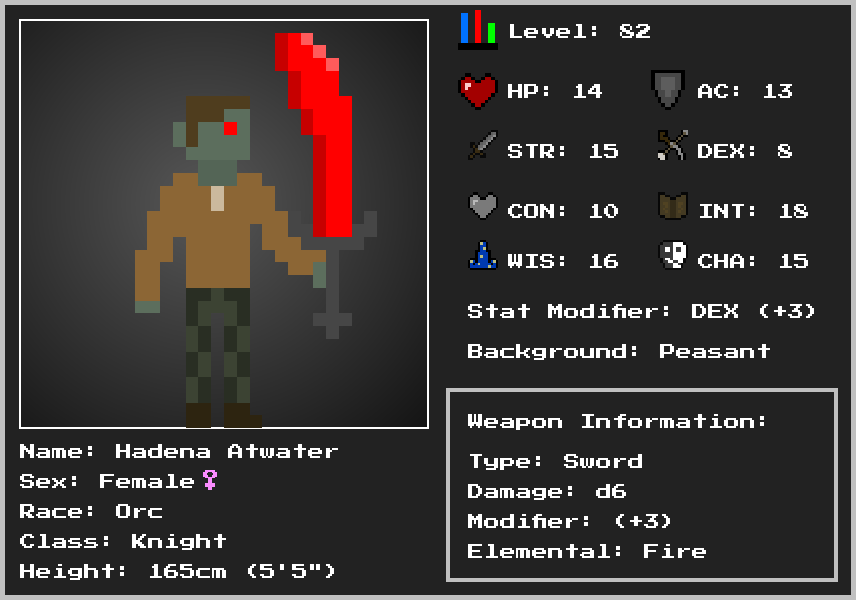 Level: 82
HP: 14 AC: 13
STR: 15 DEX: 8
CON: 10 INT: 18
WIS: 16 CHA: 15
Stat Modifier: DEX (+3)
Background: Peasant
Weapon Information:
Type: Sword
Damage: d6
Modifier: (+3)
Elemental: Fire
Name: Hadena Atwater
Sex: Female♀
Race: Orc
Class: Knight
Height: 165cm (5'5")